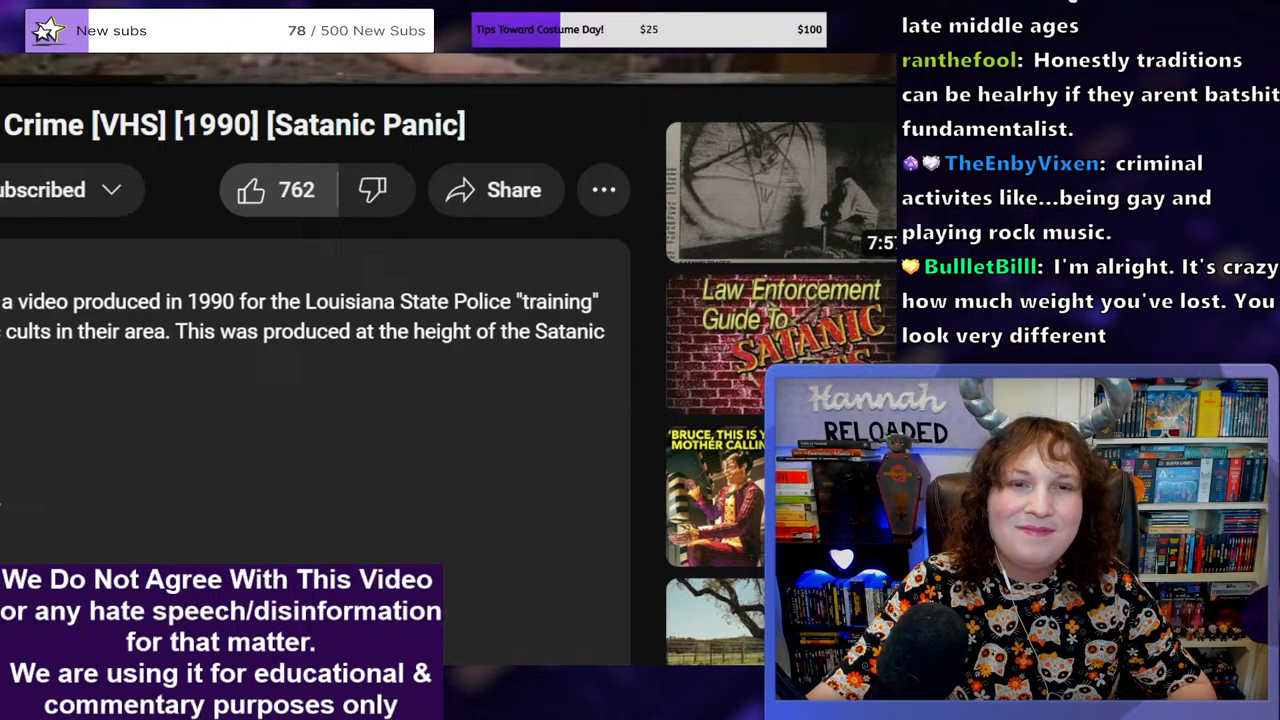 New subs 78 / 500 New Subs
Tips Toward Costume Day! $25 $100
Crime [VHS] [1990] [Satanic Panic]
ubscribed
762
Share
a video produced in 1990 for the Louisiana State Police "training"
cults in their area. This was produced at the height of the Satanic
7:57
Law Enforcement
Guide To
SATANIC
'BRUCE, THIS IS Y
MOTHER CALLIN
We Do Not Agree With This Video
or any hate speech/disinformation
for that matter.
We are using it for educational &
commentary purposes only
late middle ages
ranthefool: Honestly traditions
can be healrhy if they arent batshit
fundamentalist.
TheEnbyVixen: criminal
activites like...being gay and
playing rock music.
BullletBilll: I'm alright. It's crazy
how much weight you've lost. You
look very different
Hannah
RELOADED